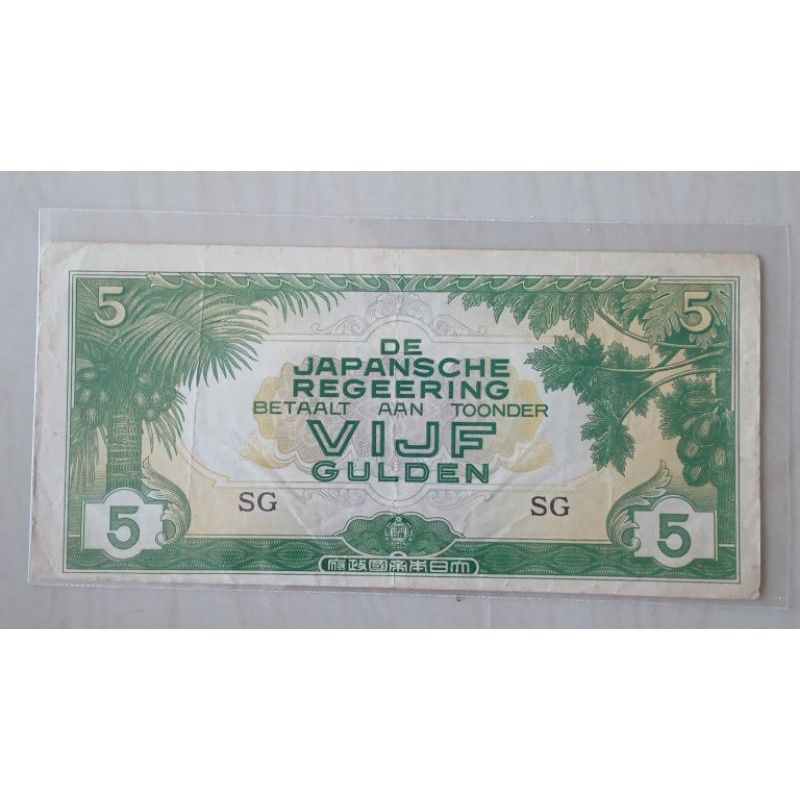 5 5
DE
JAPANSCHE
REGEERING
BETAALT AAN TOONDER
VIJF
GULDEN
SG SG
5 5
府政國帝本日大